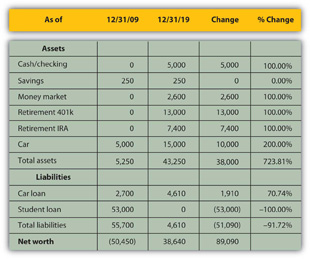 As of 12/31/09 12/31/19 Change % Change
Assets
Cash/checking 0 5,000 5,000 100.00%
Savings 250 250 0 0.00%
Money market 0 2,600 2,600 100.00%
Retirement 401k 0 13,000 13,000 100.00%
Retirement IRA 0 7,400 7,400 100.00%
Car 5,000 15,000 10,000 200.00%
Total assets 5,250 43,250 38,000 723.81%
Liabilities
Car loan 2,700 4,610 1,910 70.74%
Student loan 53,000 0 (53,000) –100.00%
Total liabilities 55,700 4,610 (51,090) –91.72%
Net worth (50,450) 38,640 89,090